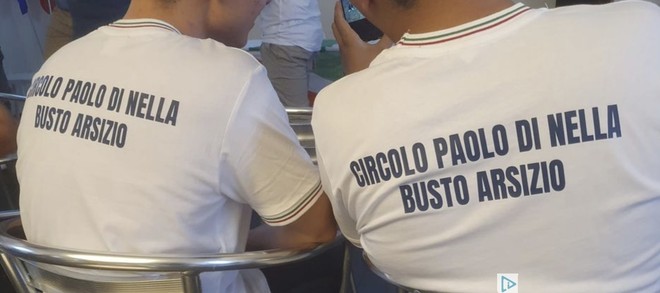 CIRCOLO PAOLO DI NELLA
BUSTO ARSIZIO
CIRCOLO PAOLO DI NELLA
BUSTO ARSIZIO